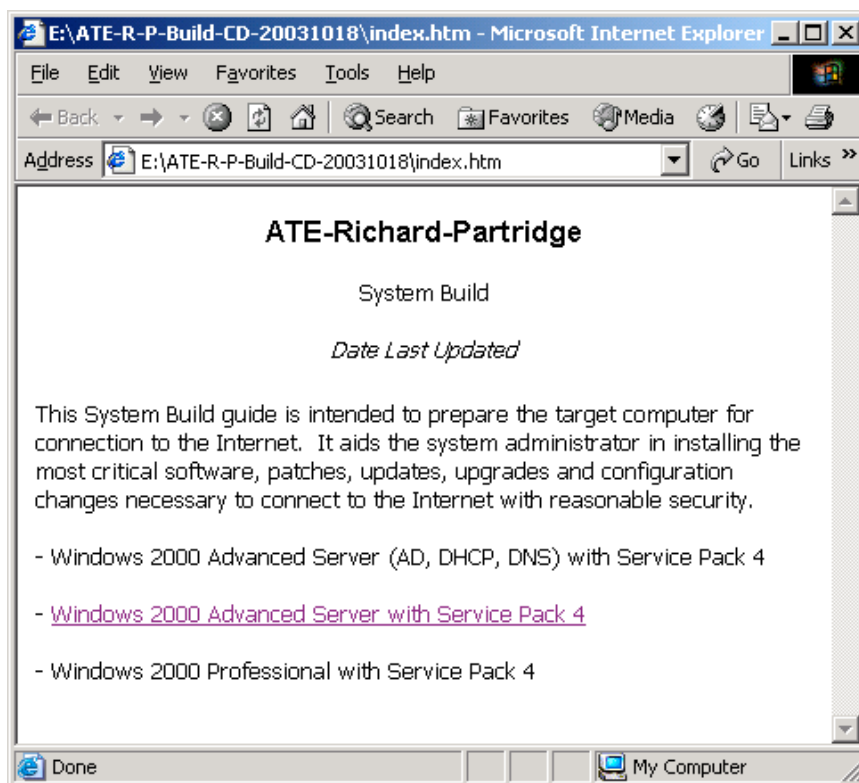 E:\ATE-R-P-Build-CD-20031018\index.htm - Microsoft Internet Explorer
File Edit View Favorites Tools Help
Back Search Favorites Media
Address E:\ATE-R-P-Build-CD-20031018\index.htm Go Links »
ATE-Richard-Partridge
System Build
Date Last Updated
This System Build guide is intended to prepare the target computer for
connection to the Internet. It aids the system administrator in installing the
most critical software, patches, updates, upgrades and configuration
changes necessary to connect to the Internet with reasonable security.
- Windows 2000 Advanced Server (AD, DHCP, DNS) with Service Pack 4
- Windows 2000 Advanced Server with Service Pack 4
- Windows 2000 Professional with Service Pack 4
Done My Computer